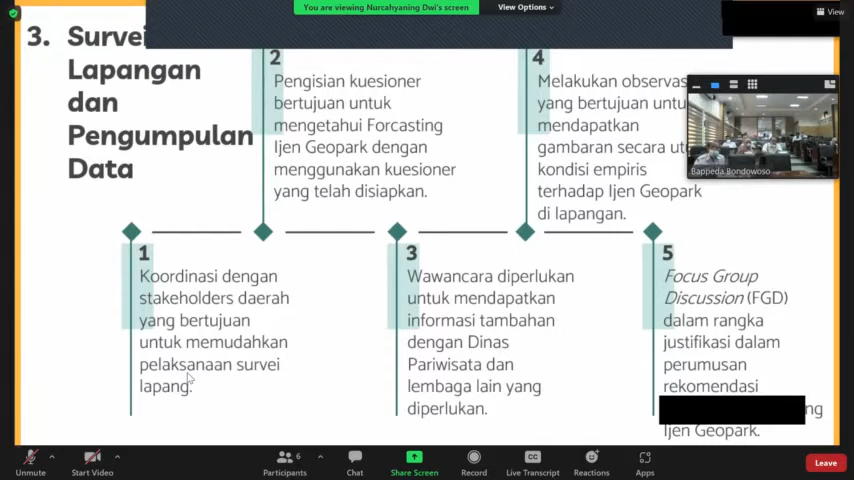 You are viewing Nurcahyaning Dwi's screen
View Options
View
3. Survei
Lapangan
dan
Pengumpulan
Data
2
Pengisian kuesioner
bertujuan untuk
mengetahui Forcasting
Ijen Geopark dengan
menggunakan kuesioner
yang telah disiapkan.
4
Melakukan
yang bertujuan
mendapatkan
gambaran secara
kondisi empiris
terhadap Ijen Geopark
di lapangan.
Bappeda Bondowoso
1
Koordinasi dengan
stakeholders daerah
yang bertujuan
untuk memudahkan
pelaksanaan survei
lapang.
3
Wawancara diperlukan
untuk mendapatkan
informasi tambahan
dengan Dinas
Pariwisata dan
lembaga lain yang
diperlukan.
5
Focus Group
Discussion (FGD)
dalam rangka
justifikasi dalam
perumusan
rekomendasi
Ijen Geopark.
Unmute
Start Video
Participants
6
Chat
Share Screen
Record
CC
Live Transcript
Reactions
Apps
Leave